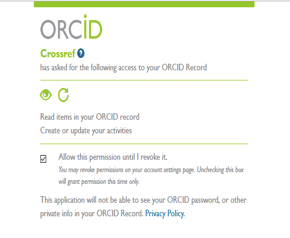 ORCID
Crossref ?
has asked for the following access to your ORCID Record
Read items in your ORCID record
Create or update your activities
Allow this permission until I revoke it.
You may revoke permissions on your account settings page. Unchecking this box
will grant permission this time only.
This application will not be able to see your ORCID password, or other
private info in your ORCID Record. Privacy Policy.